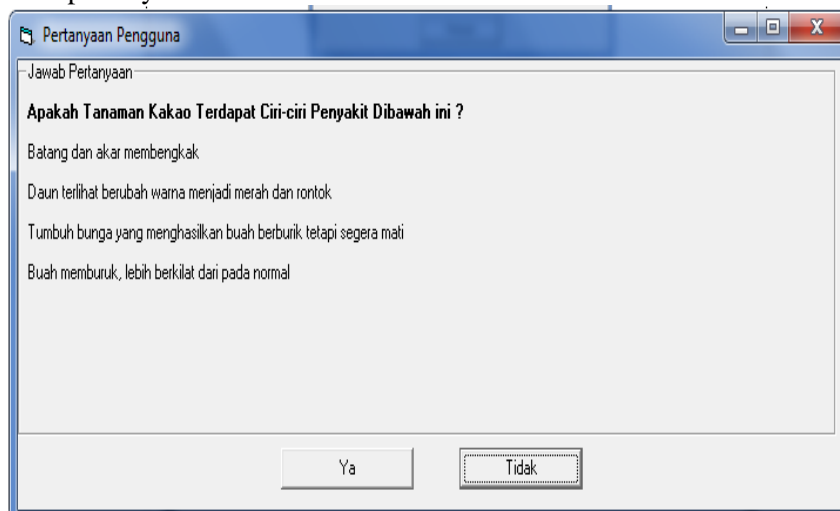 Pertanyaan Pengguna
Jawab Pertanyaan
Apakah Tanaman Kakao Terdapat Ciri-ciri Penyakit Dibawah ini ?
Batang dan akar membengkak
Daun terlihat berubah warna menjadi merah dan rontok
Tumbuh bunga yang menghasilkan buah berburik tetapi segera mati
Buah memburuk, lebih berkilat dari pada normal
Ya
Tidak